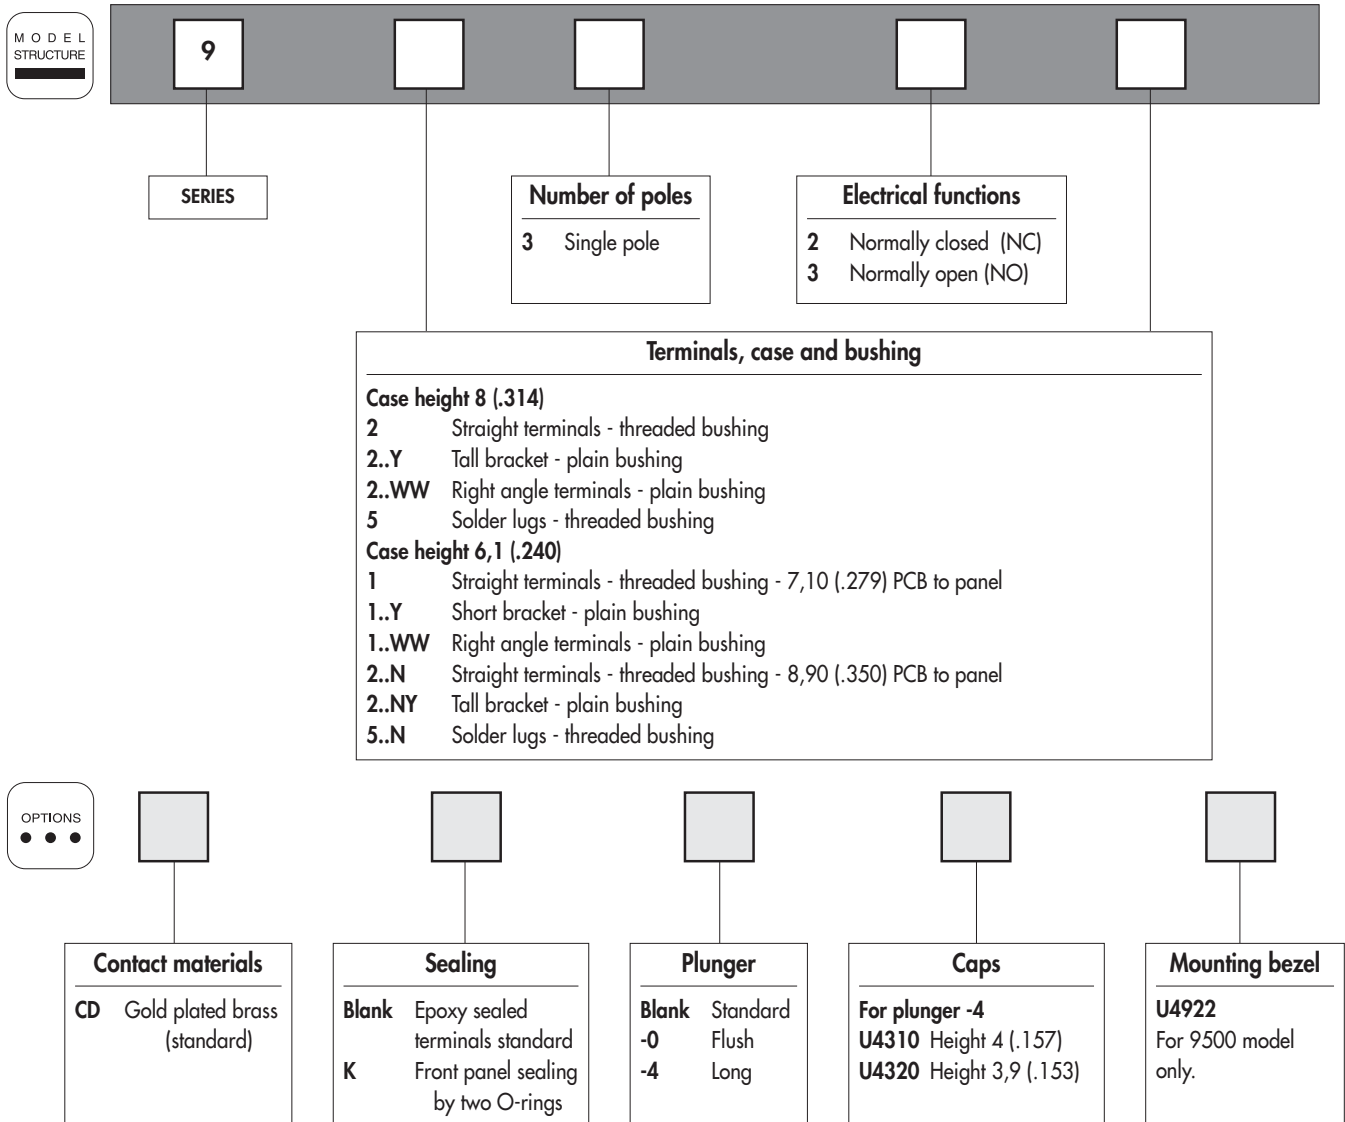 MODEL
STRUCTURE
9
SERIES
Number of poles
3 Single pole
Electrical functions
2 Normally closed (NC)
3 Normally open (NO)
Terminals, case and bushing
Case height 8 (.314)
2 Straight terminals - threaded bushing
2..Y Tall bracket - plain bushing
2..WW Right angle terminals - plain bushing
5 Solder lugs - threaded bushing
Case height 6,1 (.240)
1 Straight terminals - threaded bushing - 7,10 (.279) PCB to panel
1..Y Short bracket - plain bushing
1..WW Right angle terminals - plain bushing
2..N Straight terminals - threaded bushing - 8,90 (.350) PCB to panel
2..NY Tall bracket - plain bushing
5..N Solder lugs - threaded bushing
OPTIONS
Contact materials
CD Gold plated brass
(standard)
Sealing
Blank Epoxy sealed
terminals standard
K Front panel sealing
by two O-rings
Plunger
Blank Standard
-0 Flush
-4 Long
Caps
For plunger -4
U4310 Height 4 (.157)
U4320 Height 3,9 (.153)
Mounting bezel
U4922
For 9500 model
only.